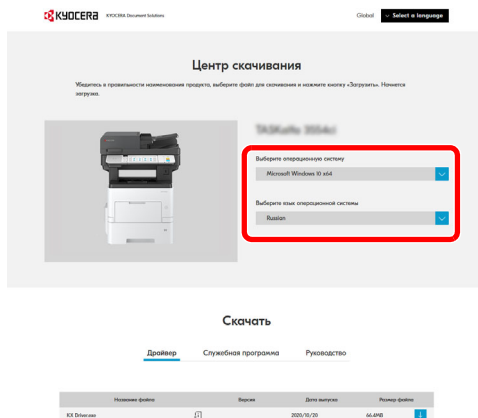 KYOCERA KYOCERA Document Solutions Global Select a language
Центр скачивания
Убедитесь в правильности наименования продукта, выберите файл для скачивания и нажмите кнопку «Загрузить». Начнется
загрузка.
Выберите операционную систему
Microsoft Windows 10 x64
Выберите язык операционной системы
Russian
Скачать
Драйвер Служебная программа Руководство
Название файла Версия Дата выпуска Размер файла
KX Driver.exe 2020/10/20 66.6MB